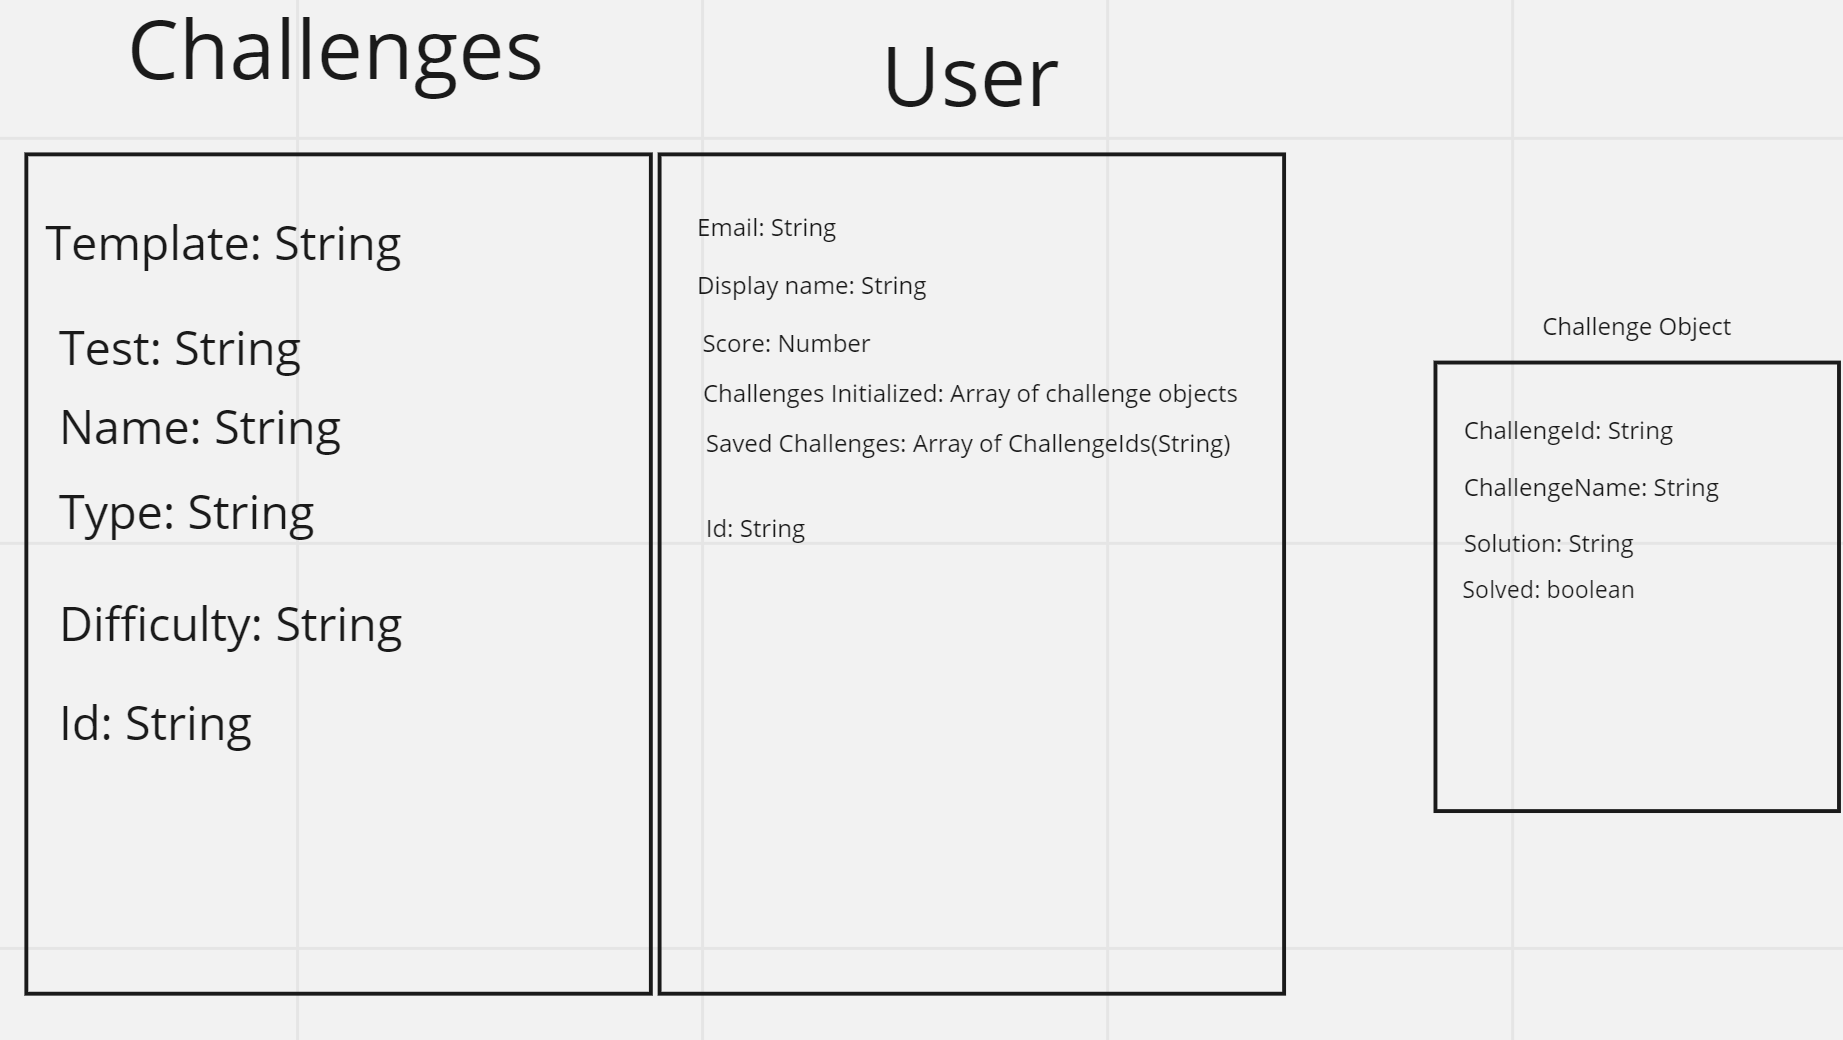 Challenges
Template: String
Test: String
Name: String
Type: String
Difficulty: String
Id: String
User
Email: String
Display name: String
Score: Number
Challenges Initialized: Array of challenge objects
Saved Challenges: Array of ChallengeIds(String)
Id: String
Challenge Object
ChallengeId: String
ChallengeName: String
Solution: String
Solved: boolean